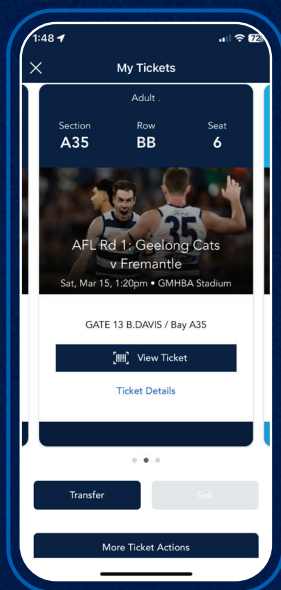 1:48
72
My Tickets
Adult .
Section Row Seat
A35 BB 6
35
AFL Rd 1: Geelong Cats
v Fremantle
Sat, Mar 15, 1:20pm • GMHBA Stadium
GATE 13 B.DAVIS / Bay A35
View Ticket
Ticket Details
Transfer Sell
More Ticket Actions